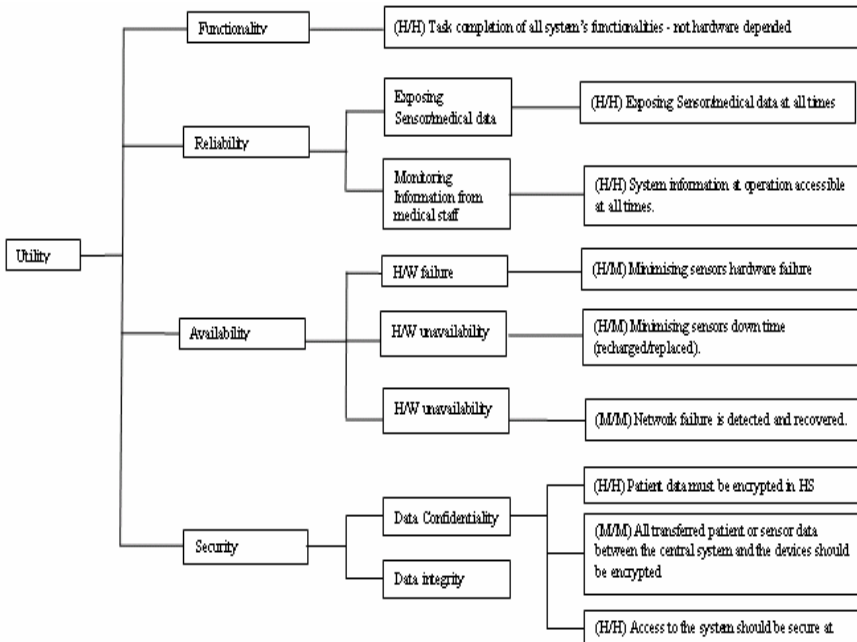 Functionality
(H/H) Task completion of all system's functionalities - not hardware depended
Exposing
Sensor/medical data
(H/H) Exposing Sensor/medical data at all times
Reliability
Monitoring
Information from
medical staff
(H/H) System information at operation accessible
at all times.
Utility
H/W failure
(H/M) Minimising sensors hardware failure
Availability
H/W unavailability
(H/M) Minimising sensors down time
(recharged/replaced).
H/W unavailability
(M/M) Network failure is detected and recovered.
Security
Data Confidentiality
(H/H) Patient data must be encrypted in HS
(M/M) All transferred patient or sensor data
between the central system and the devices should
be encrypted
Data integrity
(H/H) Access to the system should be secure at